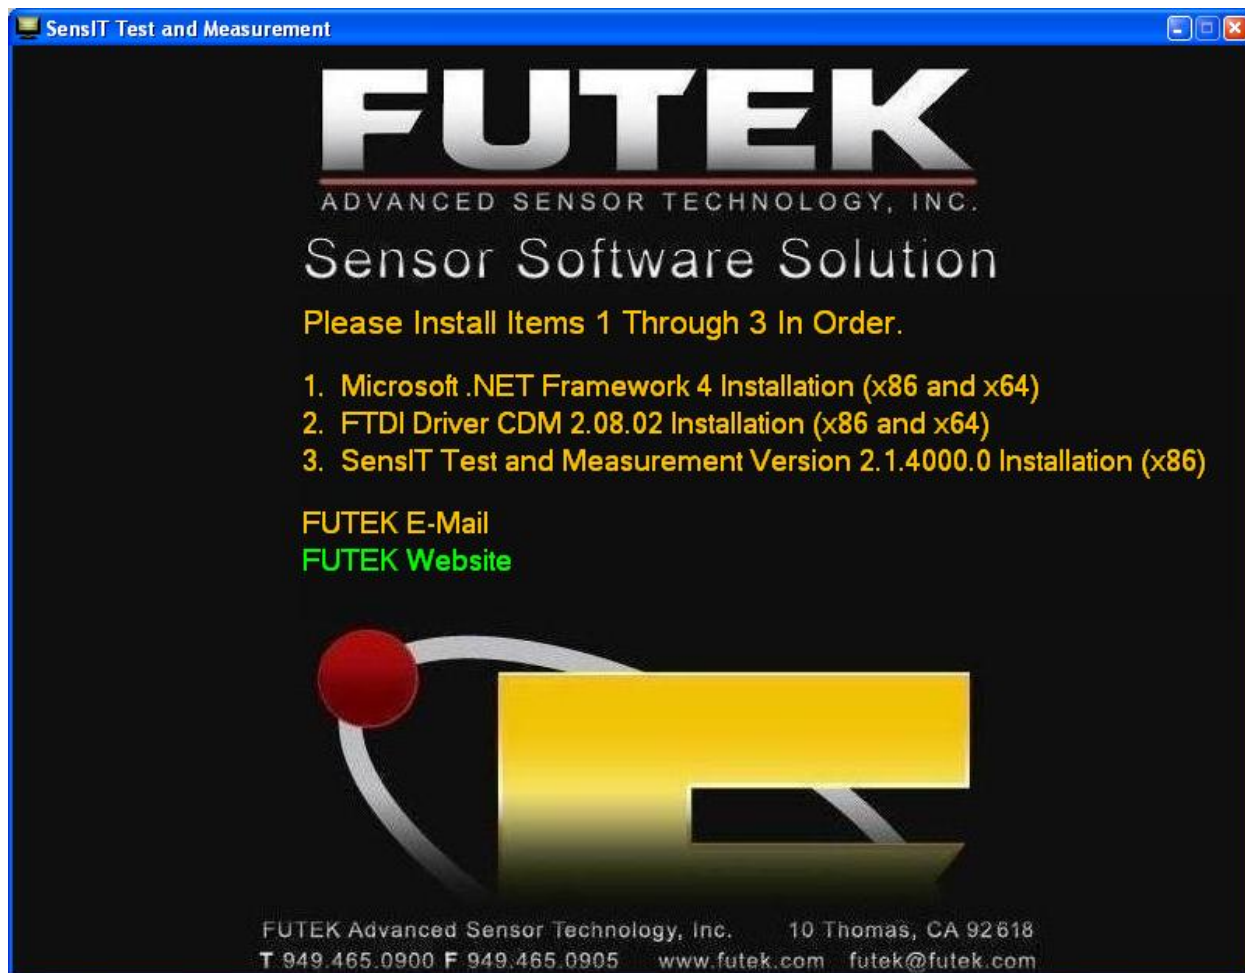 SensIT Test and Measurement
FUTEK
ADVANCED SENSOR TECHNOLOGY, INC.
Sensor Software Solution
Please Install Items 1 Through 3 In Order.
1. Microsoft .NET Framework 4 Installation (x86 and x64)
2. FTDI Driver CDM 2.08.02 Installation (x86 and x64)
3. SensIT Test and Measurement Version 2.1.4000.0 Installation (x86)
FUTEK E-Mail
FUTEK Website
FUTEK Advanced Sensor Technology, Inc. 10 Thomas, CA 92618
T 949.465.0900 F 949.465.0905 www.futek.com futek@futek.com